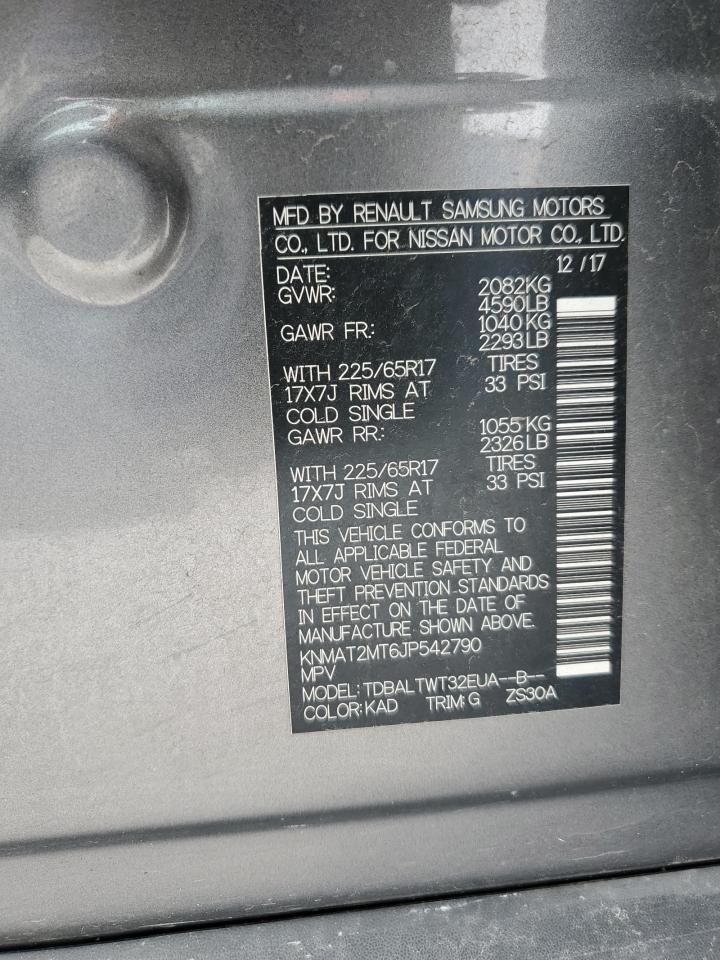 MFD BY RENAULT SAMSUNG MOTORS
CO., LTD. FOR NISSAN MOTOR CO., LTD.
DATE: 12 /17
GVWR: 2082KG
4590LB
GAWR FR.: 1040KG
2293LB
WITH 225/65R17 TIRES
17X7J RIMS AT 33 PSI
COLD SINGLE
GAWR RR.: 1055KG
2326LB
WITH 225/65R17 TIRES
17X7J RIMS AT 33 PSI
COLD SINGLE
THIS VEHICLE CONFORMS TO
ALL APPLICABLE FEDERAL
MOTOR VEHICLE SAFETY AND
THEFT PREVENTION STANDARDS
IN EFFECT ON THE DATE OF
MANUFACTURE SHOWN ABOVE.
KNMAT2MT6JP542790
MPV
MODEL: TDBALTWT32EUA--B--
COLOR: KAD TRIM: G ZS30A